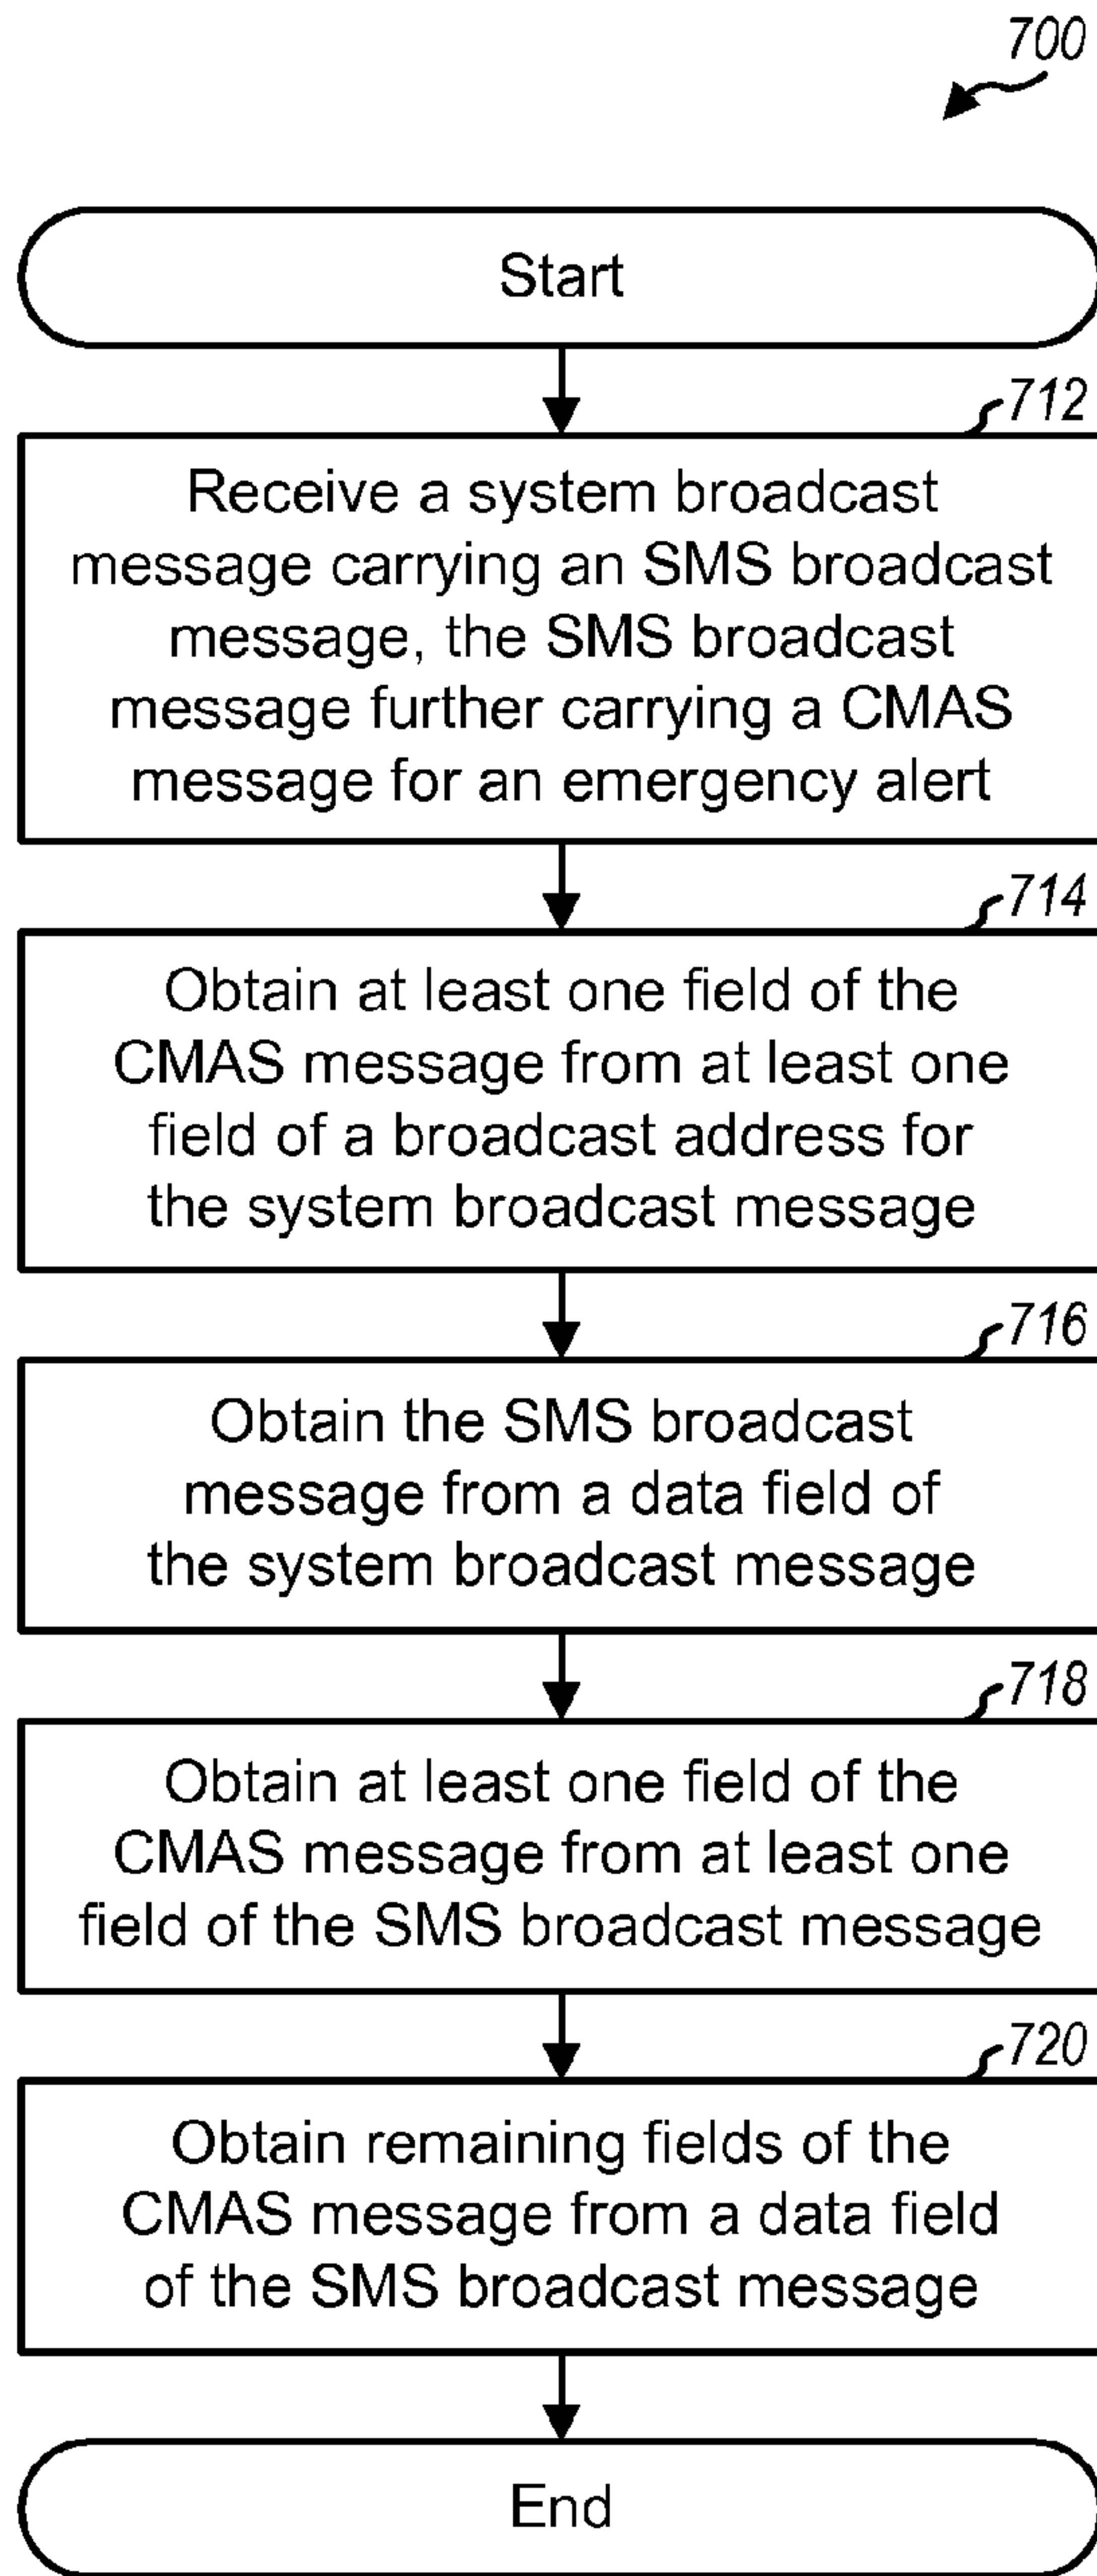 700
Start
712
Receive a system broadcast
message carrying an SMS broadcast
message, the SMS broadcast
message further carrying a CMAS
message for an emergency alert
714
Obtain at least one field of the
CMAS message from at least one
field of a broadcast address for
the system broadcast message
716
Obtain the SMS broadcast
message from a data field of
the system broadcast message
718
Obtain at least one field of the
CMAS message from at least one
field of the SMS broadcast message
720
Obtain remaining fields of the
CMAS message from a data field
of the SMS broadcast message
End